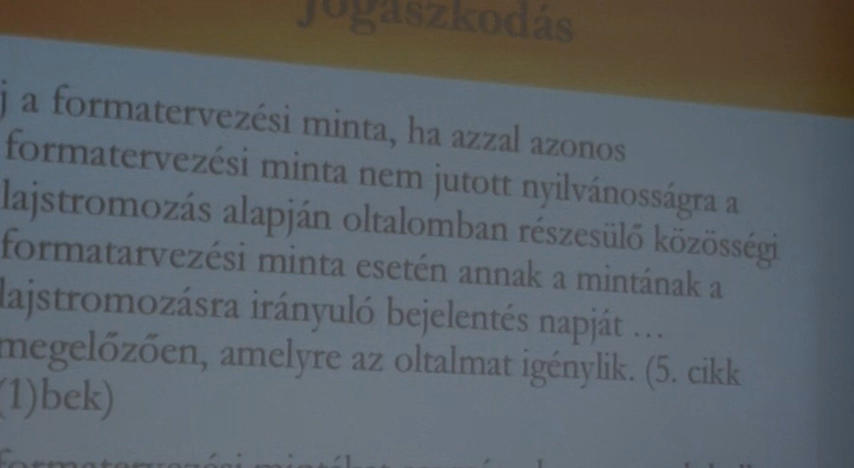 Jogászkodás
j a formatervezési minta, ha azzal azonos
formatervezési minta nem jutott nyilvánosságra a
lajstromozás alapján oltalomban részesülő közösségi
formatarvezési minta esetén annak a mintának a
lajstromozásra irányuló bejelentés napját …
megelőzően, amelyre az oltalmat igénylik. (5. cikk
(1)bek)